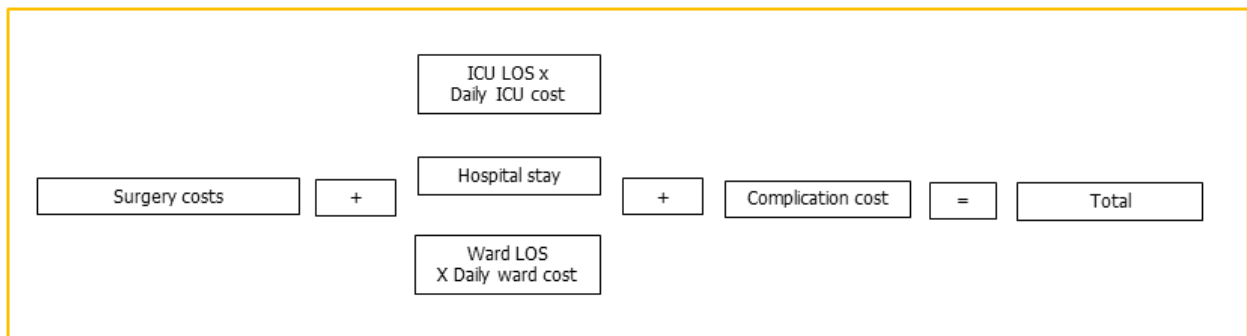 Surgery costs
+
ICU LOS x
Daily ICU cost
Hospital stay
Ward LOS
X Daily ward cost
+
Complication cost
=
Total